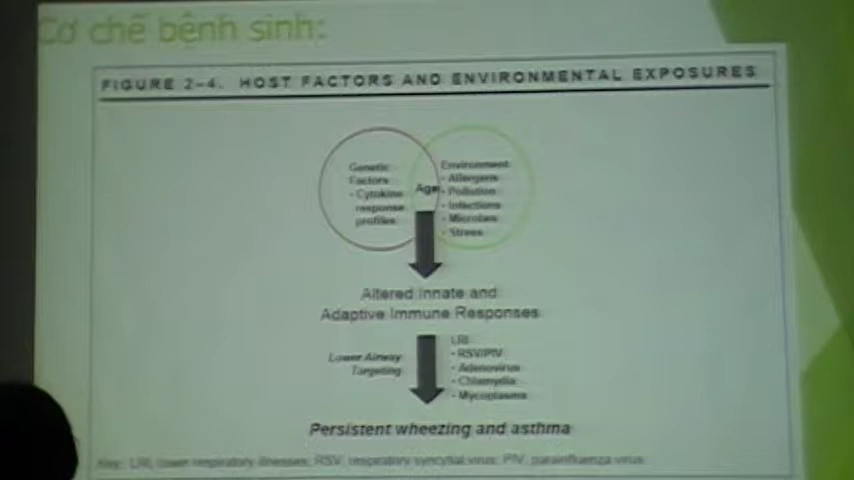 Cơ chế bệnh sinh:
FIGURE 2–4. HOST FACTORS AND ENVIRONMENTAL EXPOSURES
Genetic
Factors
- Cytokine
response
profiles
Age
Environment
- Allergens
- Pollution
- Infections
- Microbes
- Stress
Altered Innate and
Adaptive Immune Responses
Lower Airway
Targeting
LRI
- RSV/PIV
- Adenovirus
- Chlamydia
- Mycoplasma
Persistent wheezing and asthma
Key: LRI, lower respiratory illnesses; RSV, respiratory syncytial virus; PIV, parainfluenza virus